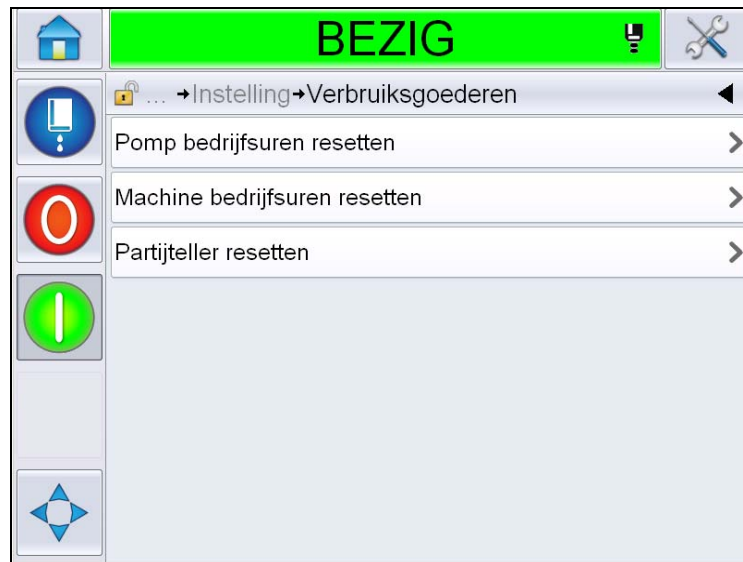 BEZIG
... →Instelling→Verbruiksgoederen
Pomp bedrijfsuren resetten
Machine bedrijfsuren resetten
Partijteller resetten